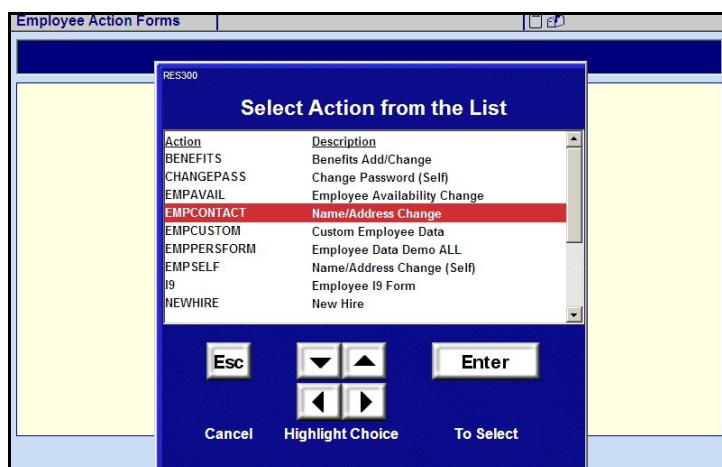 Employee Action Forms
RES300
Select Action from the List
Action Description
BENEFITS Benefits Add/Change
CHANGEPASS Change Password (Self)
EMPAVAIL Employee Availability Change
EMPCONTACT Name/Address Change
EMPCUSTOM Custom Employee Data
EMPPERSFORM Employee Data Demo ALL
EMPSELF Name/Address Change (Self)
I9 Employee I9 Form
NEWHIRE New Hire
Esc Enter
Cancel Highlight Choice To Select